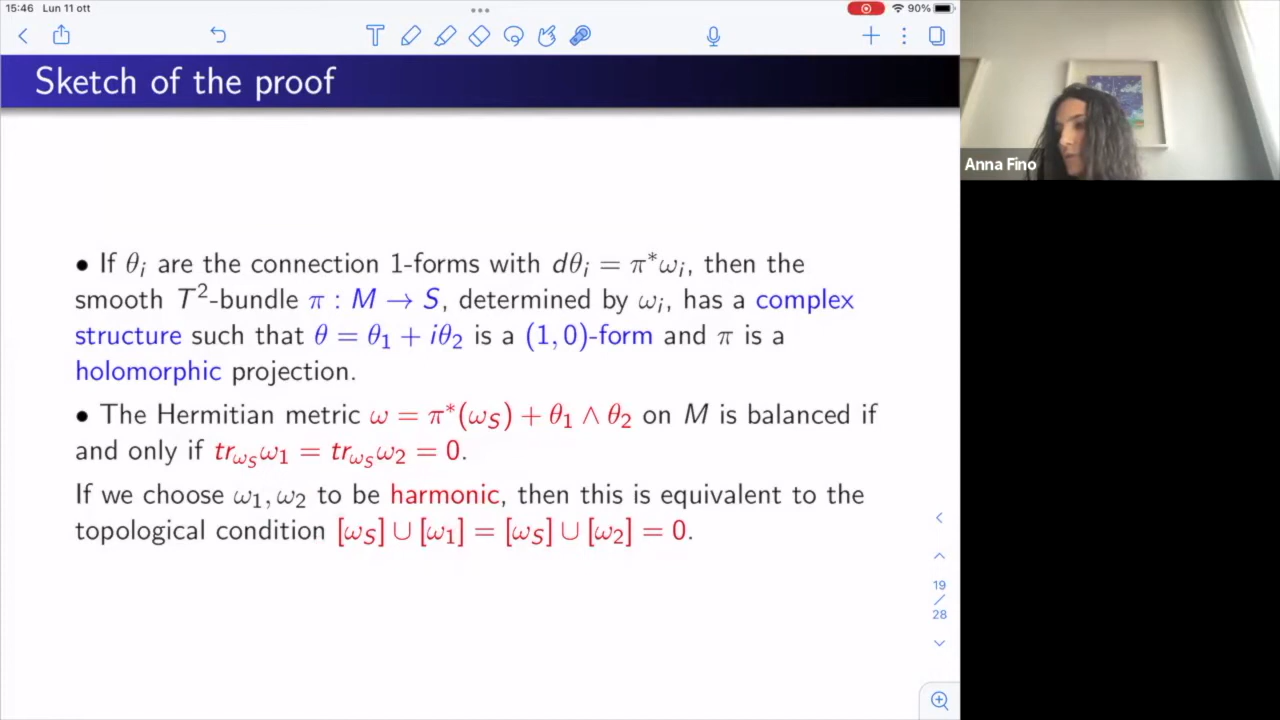 15:46 Lun 11 ott
90%
Sketch of the proof
• If θᵢ are the connection 1-forms with dθᵢ = π*ωᵢ, then the
smooth T²-bundle π : M → S, determined by ωᵢ, has a complex
structure such that θ = θ₁ + iθ₂ is a (1, 0)-form and π is a
holomorphic projection.
• The Hermitian metric ω = π*(ω_S) + θ₁ ∧ θ₂ on M is balanced if
and only if tr_{ω_S}ω₁ = tr_{ω_S}ω₂ = 0.
If we choose ω₁, ω₂ to be harmonic, then this is equivalent to the
topological condition [ω_S] ∪ [ω₁] = [ω_S] ∪ [ω₂] = 0.
19
/
28
Anna Fino